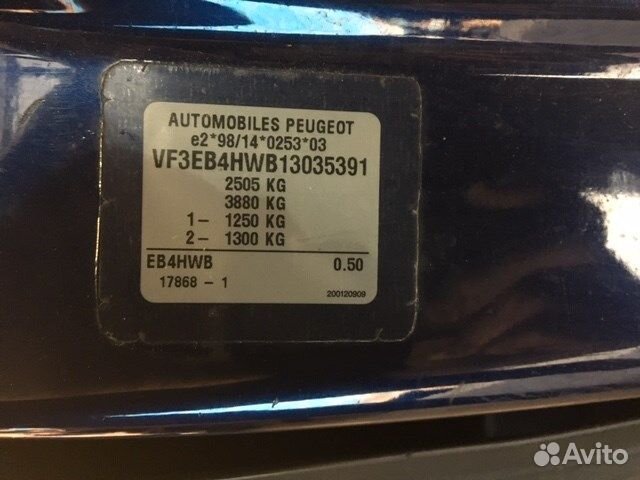 AUTOMOBILES PEUGEOT
e2*98/14*0253*03
VF3EB4HWB13035391
2505 KG
3880 KG
1- 1250 KG
2- 1300 KG
EB4HWB 0.50
17868 - 1
200120909
Avito